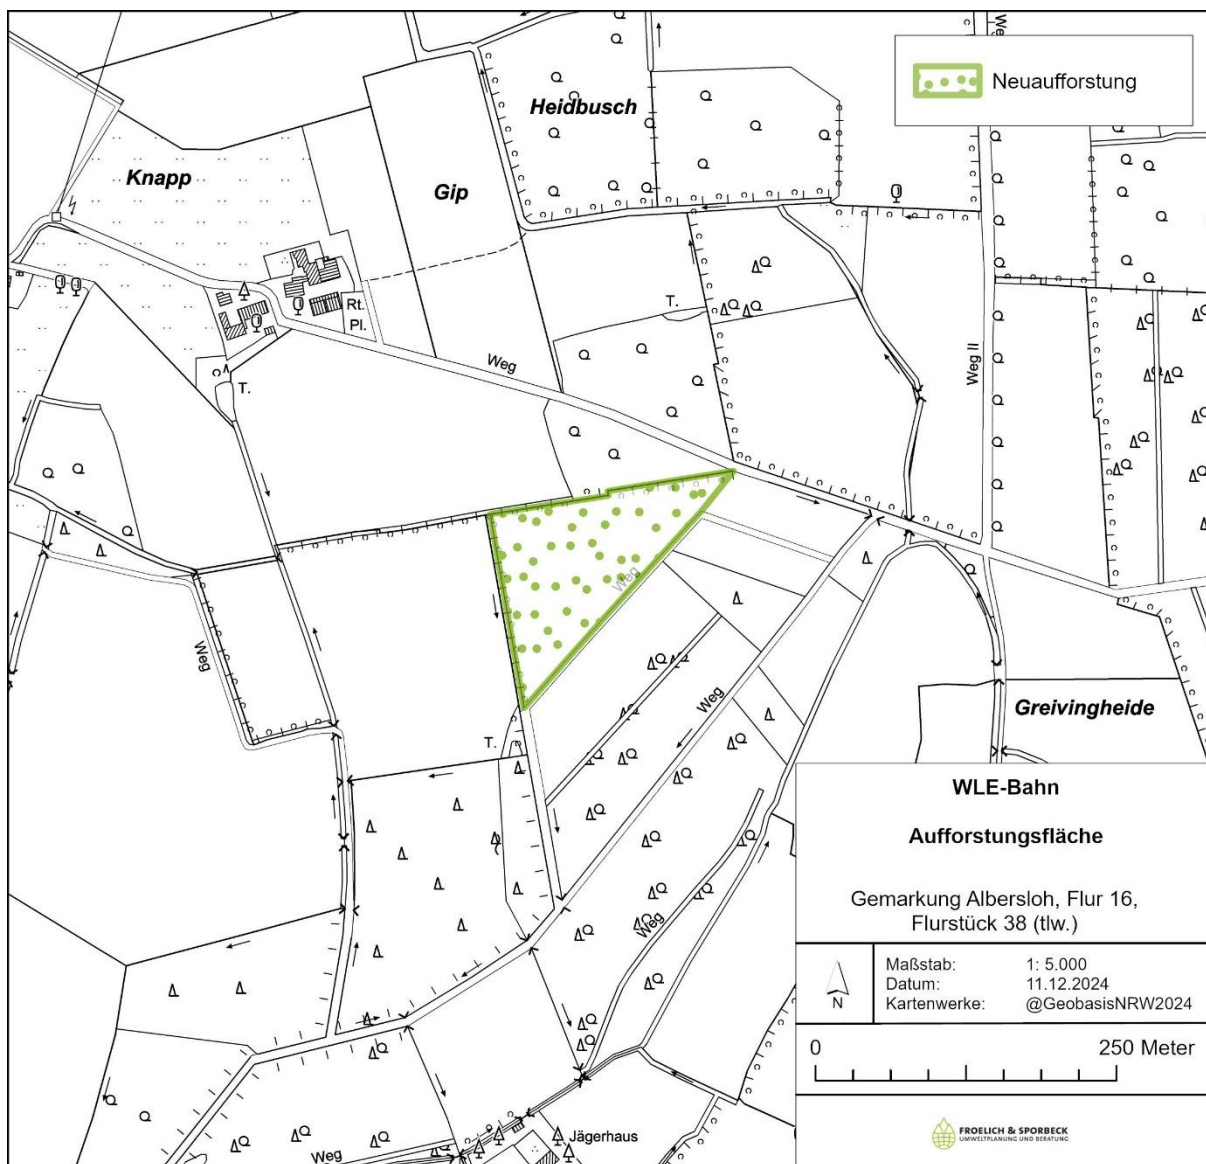 Neuaufforstung
Heidbusch
Knapp
Gip
Rt.
Pl.
T.
T.
Weg
Weg II
We
Weg
Weg
Weg
T.
Greivingheide
WLE-Bahn
Aufforstungsfläche
Gemarkung Albersloh, Flur 16,
Flurstück 38 (tlw.)
Maßstab: 1: 5.000
Datum: 11.12.2024
Kartenwerke: @GeobasisNRW2024
N
0 250 Meter
Weg
Jägerhaus
Weg
FROELICH & SPORBECK
UMWELTPLANUNG UND BERATUNG